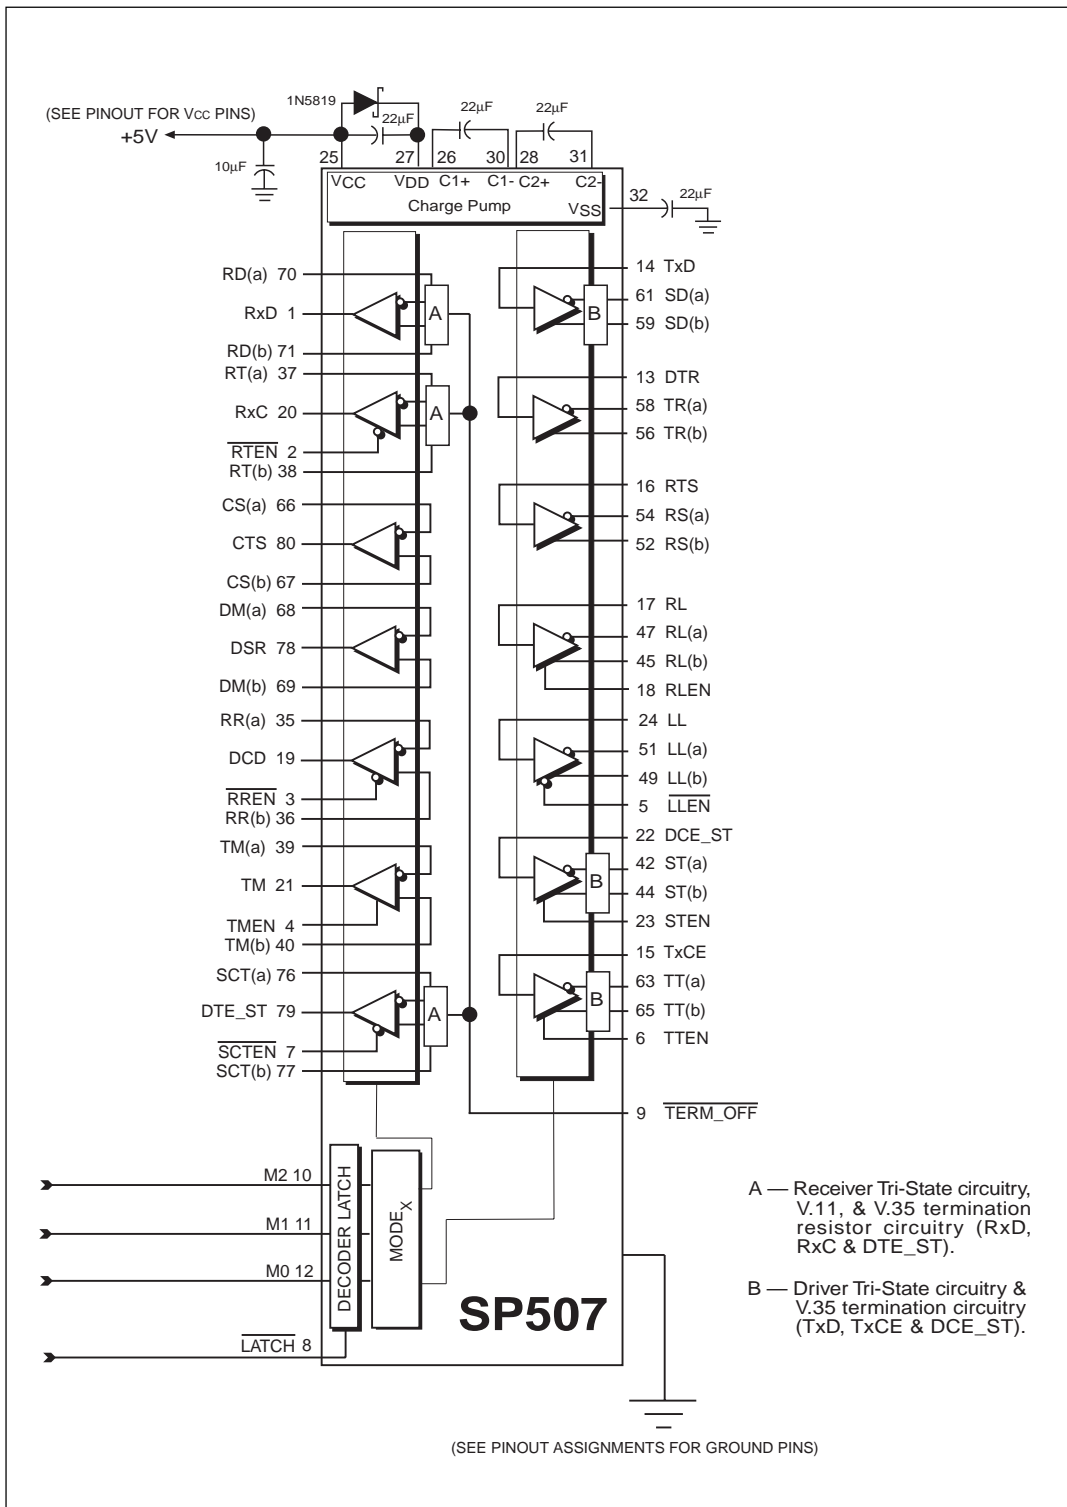 1N5819
22µF
22µF
(SEE PINOUT FOR VCC PINS)
22µF
+5V
10µF
25
27
26
30
28
31
VCC
VDD
C1+
C1-
C2+
C2-
Charge Pump
VSS
32
22µF
RD(a) 70
RxD 1
RD(b) 71
A
RT(a) 37
RxC 20
A
RTEN 2
RT(b) 38
CS(a) 66
CTS 80
CS(b) 67
DM(a) 68
DSR 78
DM(b) 69
RR(a) 35
DCD 19
RREN 3
RR(b) 36
TM(a) 39
TM 21
TMEN 4
TM(b) 40
SCT(a) 76
DTE_ST 79
A
SCTEN 7
SCT(b) 77
14 TxD
61 SD(a)
B
59 SD(b)
13 DTR
58 TR(a)
56 TR(b)
16 RTS
54 RS(a)
52 RS(b)
17 RL
47 RL(a)
45 RL(b)
18 RLEN
24 LL
51 LL(a)
49 LL(b)
5 LLEN
22 DCE_ST
42 ST(a)
B
44 ST(b)
23 STEN
15 TxCE
63 TT(a)
B
65 TT(b)
6 TTEN
9 TERM_OFF
M2 10
M1 11
M0 12
LATCH 8
DECODER LATCH
MODEX
SP507
A — Receiver Tri-State circuitry,
V.11, & V.35 termination
resistor circuitry (RxD,
RxC & DTE_ST).
B — Driver Tri-State circuitry &
V.35 termination circuitry
(TxD, TxCE & DCE_ST).
(SEE PINOUT ASSIGNMENTS FOR GROUND PINS)